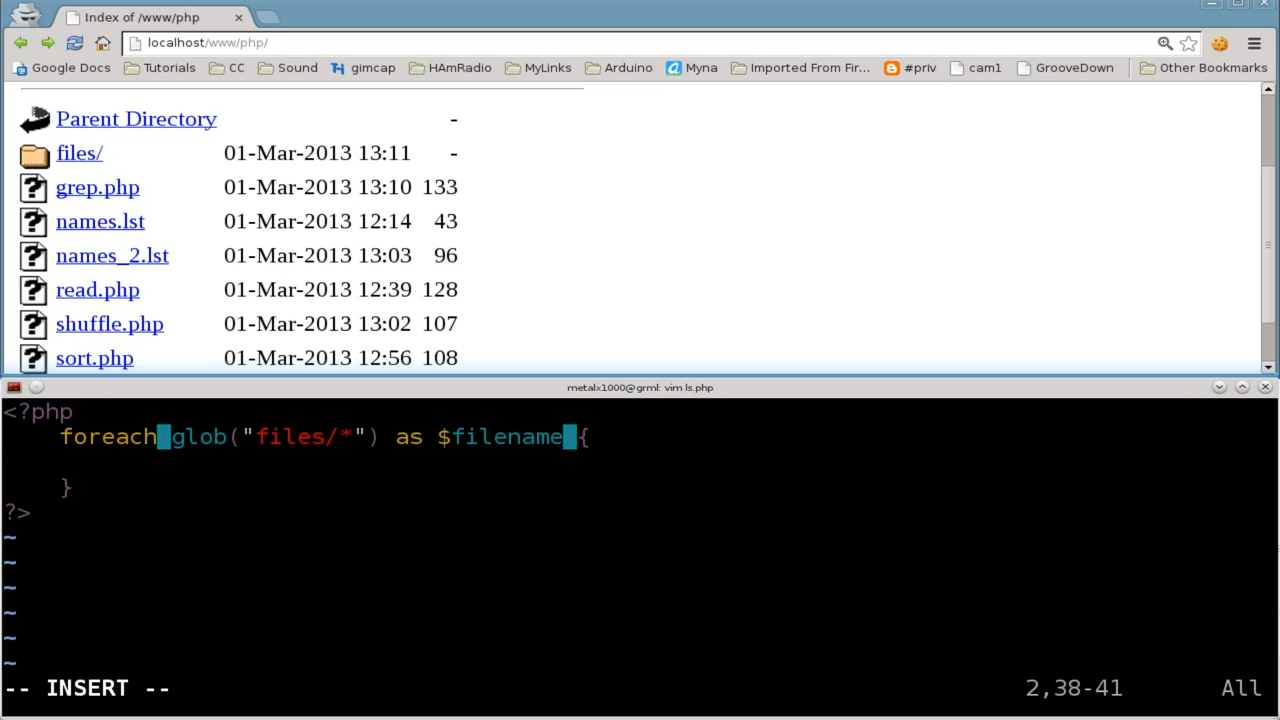 Index of /www/php
localhost/www/php/
Google Docs Tutorials CC Sound gimcap HAmRadio MyLinks Arduino Myna Imported From Fir... #priv cam1 GrooveDown Other Bookmarks
Parent Directory -
files/ 01-Mar-2013 13:11 -
grep.php 01-Mar-2013 13:10 133
names.lst 01-Mar-2013 12:14 43
names_2.lst 01-Mar-2013 13:03 96
read.php 01-Mar-2013 12:39 128
shuffle.php 01-Mar-2013 13:02 107
sort.php 01-Mar-2013 12:56 108
metalx1000@grml: vim ls.php
<?php
foreach(glob("files/*") as $filename){
}
?>
~
~
~
~
~
~
-- INSERT -- 2,38-41 All